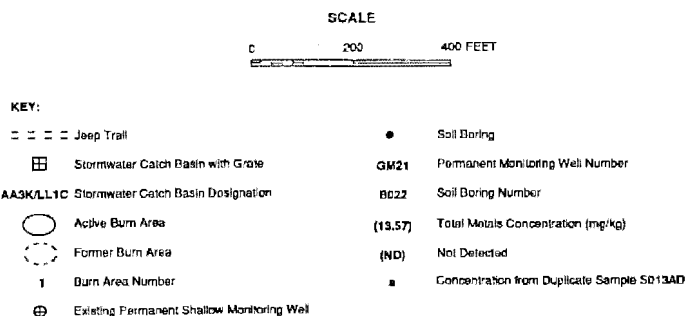 SCALE
0 200 400 FEET
KEY:
Jeep Trail
Stormwater Catch Basin with Grate
AA3K/LL1C Stormwater Catch Basin Designation
Active Burn Area
Former Burn Area
1 Burn Area Number
Existing Permanent Shallow Monitoring Well
Soil Boring
GM21 Permanent Monitoring Well Number
B022 Soil Boring Number
(13.57) Total Metals Concentration (mg/kg)
(ND) Not Detected
a Concentration from Duplicate Sample S013AD